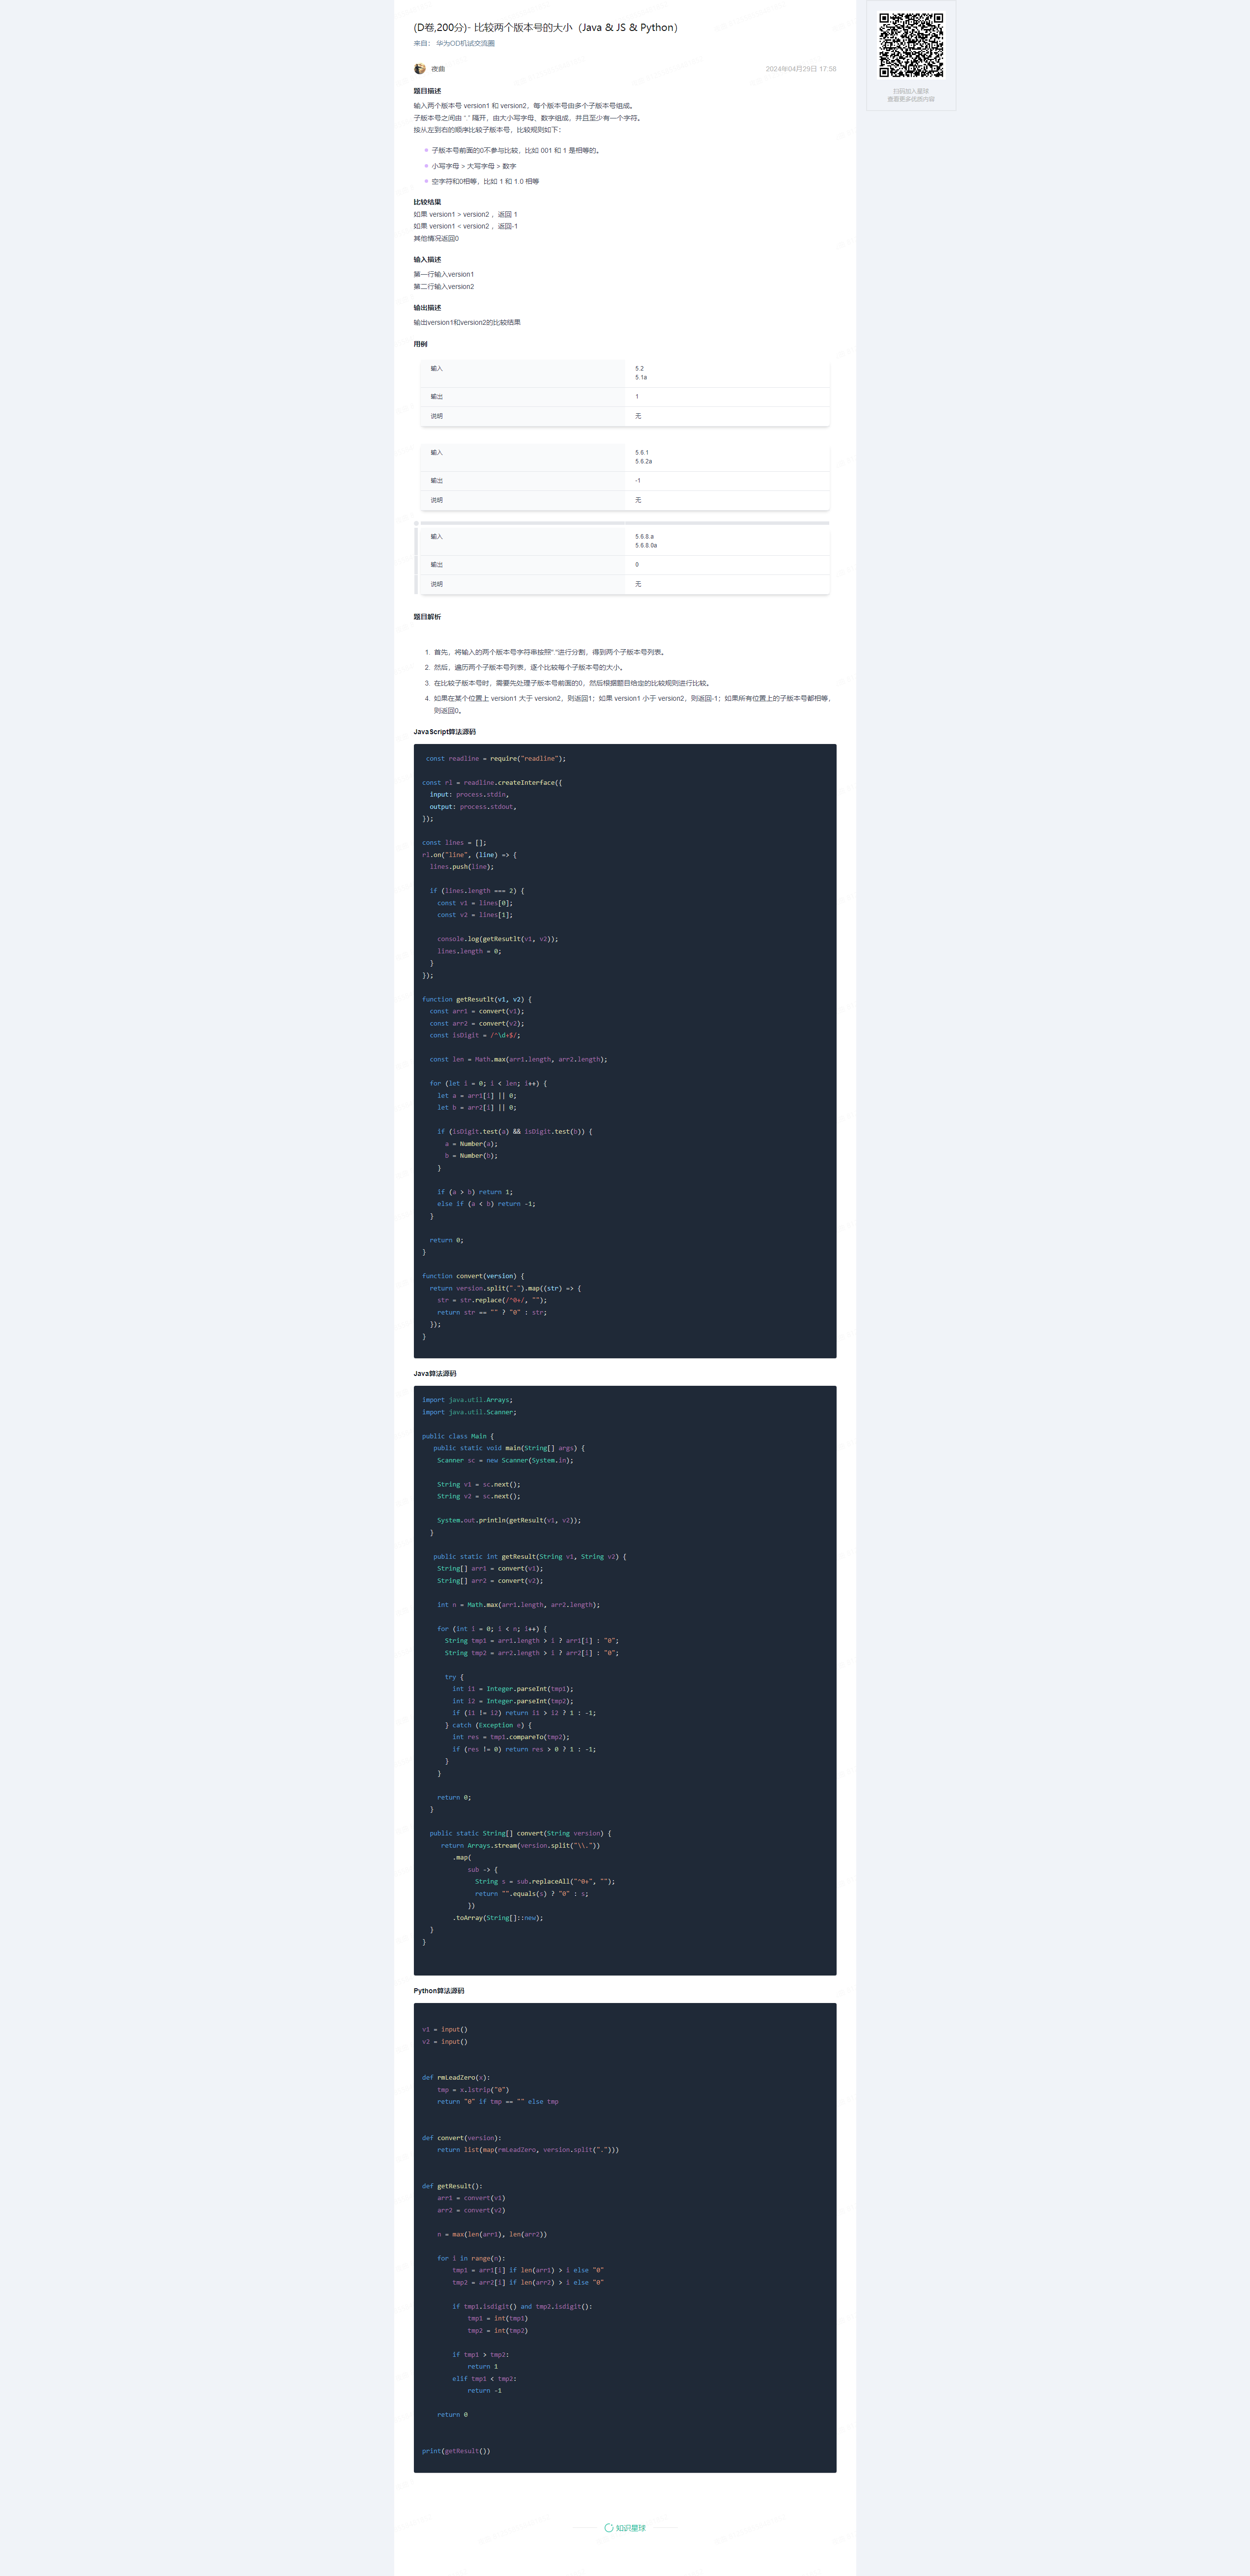 (D卷,200分)- 比较两个版本号的大小（Java & JS & Python）
来自： 华为OD机试交流圈
夜曲
2024年04月29日 17:58
扫码加入星球
查看更多优质内容
题目描述
输入两个版本号 version1 和 version2，每个版本号由多个子版本号组成。
子版本号之间由 “.” 隔开，由大小写字母、数字组成，并且至少有一个字符。
按从左到右的顺序比较子版本号，比较规则如下：
子版本号前面的0不参与比较，比如 001 和 1 是相等的。
小写字母 > 大写字母 > 数字
空字符和0相等，比如 1 和 1.0 相等
比较结果
如果 version1 > version2 ，返回 1
如果 version1 < version2 ，返回-1
其他情况返回0
输入描述
第一行输入version1
第二行输入version2
输出描述
输出version1和version2的比较结果
用例
输入 5.2
5.1a
输出 1
说明 无
输入 5.6.1
5.6.2a
输出 -1
说明 无
输入 5.6.8.a
5.6.8.0a
输出 0
说明 无
题目解析
1. 首先，将输入的两个版本号字符串按照"."进行分割，得到两个子版本号列表。
2. 然后，遍历两个子版本号列表，逐个比较每个子版本号的大小。
3. 在比较子版本号时，需要先处理子版本号前面的0，然后根据题目给定的比较规则进行比较。
4. 如果在某个位置上 version1 大于 version2，则返回1；如果 version1 小于 version2，则返回-1；如果所有位置上的子版本号都相等，
则返回0。
JavaScript算法源码
const readline = require("readline");
const rl = readline.createInterface({
input: process.stdin,
output: process.stdout,
});
const lines = [];
rl.on("line", (line) => {
lines.push(line);
if (lines.length === 2) {
const v1 = lines[0];
const v2 = lines[1];
console.log(getResutlt(v1, v2));
lines.length = 0;
}
});
function getResutlt(v1, v2) {
const arr1 = convert(v1);
const arr2 = convert(v2);
const isDigit = /^\d+$/;
const len = Math.max(arr1.length, arr2.length);
for (let i = 0; i < len; i++) {
let a = arr1[i] || 0;
let b = arr2[i] || 0;
if (isDigit.test(a) && isDigit.test(b)) {
a = Number(a);
b = Number(b);
}
if (a > b) return 1;
else if (a < b) return -1;
}
return 0;
}
function convert(version) {
return version.split(".").map((str) => {
str = str.replace(/^0+/, "");
return str == "" ? "0" : str;
});
}
Java算法源码
import java.util.Arrays;
import java.util.Scanner;
public class Main {
public static void main(String[] args) {
Scanner sc = new Scanner(System.in);
String v1 = sc.next();
String v2 = sc.next();
System.out.println(getResult(v1, v2));
}
public static int getResult(String v1, String v2) {
String[] arr1 = convert(v1);
String[] arr2 = convert(v2);
int n = Math.max(arr1.length, arr2.length);
for (int i = 0; i < n; i++) {
String tmp1 = arr1.length > i ? arr1[i] : "0";
String tmp2 = arr2.length > i ? arr2[i] : "0";
try {
int i1 = Integer.parseInt(tmp1);
int i2 = Integer.parseInt(tmp2);
if (i1 != i2) return i1 > i2 ? 1 : -1;
} catch (Exception e) {
int res = tmp1.compareTo(tmp2);
if (res != 0) return res > 0 ? 1 : -1;
}
}
return 0;
}
public static String[] convert(String version) {
return Arrays.stream(version.split("\\."))
.map(
sub -> {
String s = sub.replaceAll("^0+", "");
return "".equals(s) ? "0" : s;
})
.toArray(String[]::new);
}
}
Python算法源码
v1 = input()
v2 = input()
def rmLeadZero(x):
tmp = x.lstrip("0")
return "0" if tmp == "" else tmp
def convert(version):
return list(map(rmLeadZero, version.split(".")))
def getResult():
arr1 = convert(v1)
arr2 = convert(v2)
n = max(len(arr1), len(arr2))
for i in range(n):
tmp1 = arr1[i] if len(arr1) > i else "0"
tmp2 = arr2[i] if len(arr2) > i else "0"
if tmp1.isdigit() and tmp2.isdigit():
tmp1 = int(tmp1)
tmp2 = int(tmp2)
if tmp1 > tmp2:
return 1
elif tmp1 < tmp2:
return -1
return 0
print(getResult())
知识星球